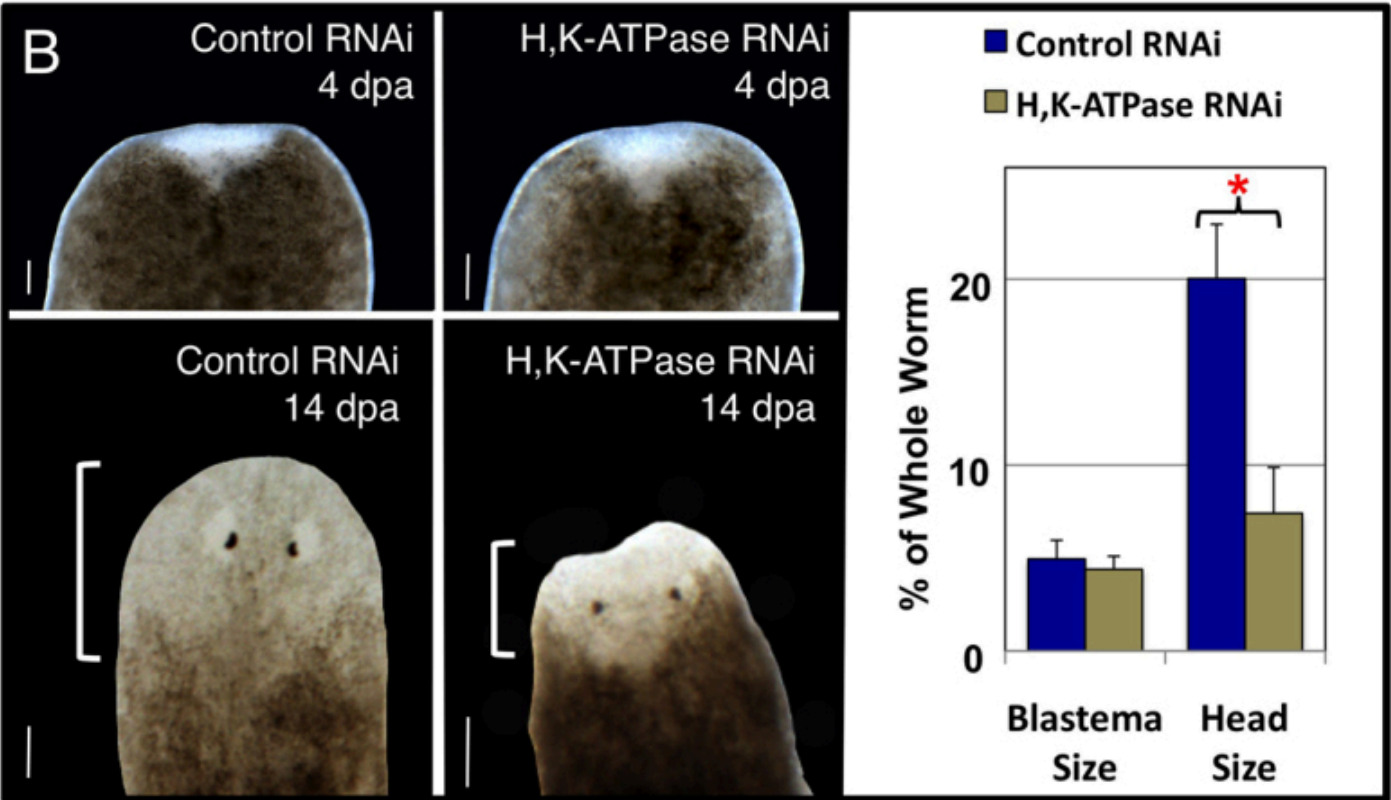 B
Control RNAi
4 dpa
H,K-ATPase RNAi
4 dpa
Control RNAi
14 dpa
H,K-ATPase RNAi
14 dpa
Control RNAi
H,K-ATPase RNAi
*
% of Whole Worm
20
10
0
Blastema
Size
Head
Size